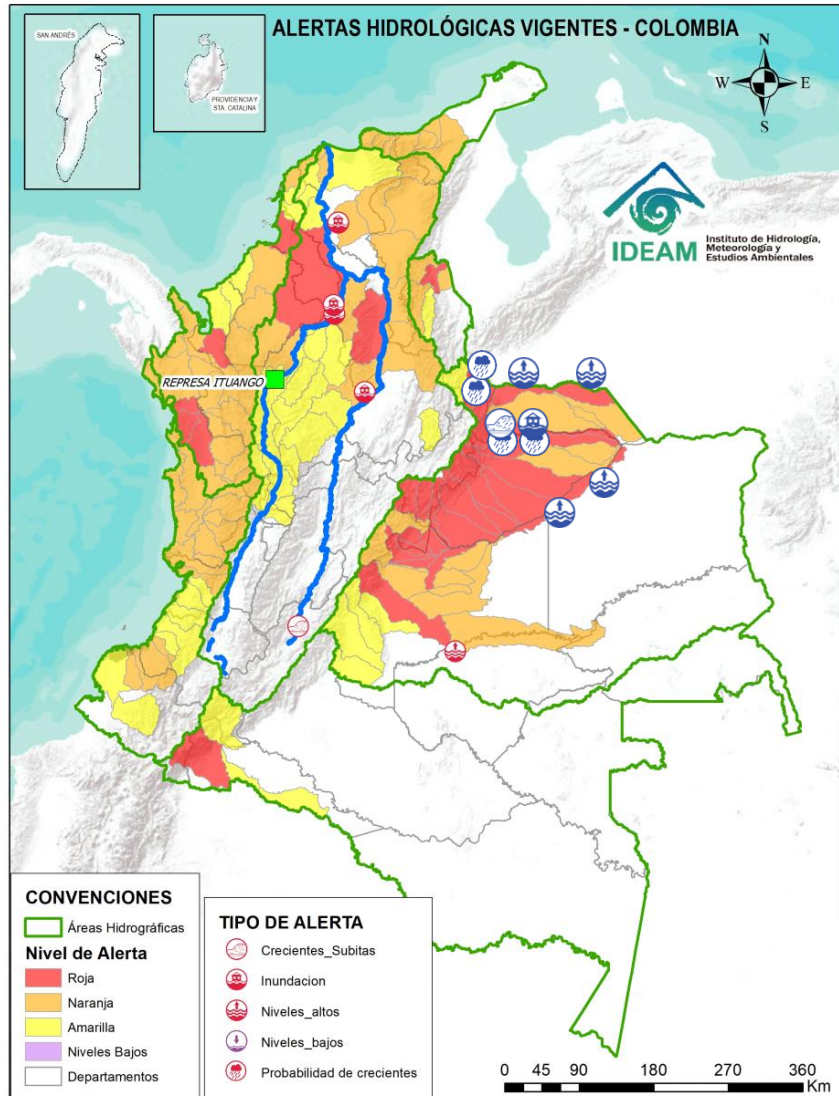 ALERTAS HIDROLÓGICAS VIGENTES - COLOMBIA
SAN ANDRÉS
PROVIDENCIA Y
STA. CATALINA
N
W
E
S
IDEAM
Instituto de Hidrología,
Meteorología y
Estudios Ambientales
REPRESA ITUANGO
CONVENCIONES
Áreas Hidrográficas
Nivel de Alerta
Roja
Naranja
Amarilla
Niveles Bajos
Departamentos
TIPO DE ALERTA
Crecientes_Subitas
Inundacion
Niveles_altos
Niveles_bajos
Probabilidad de crecientes
0 45 90 180 270 360
Km